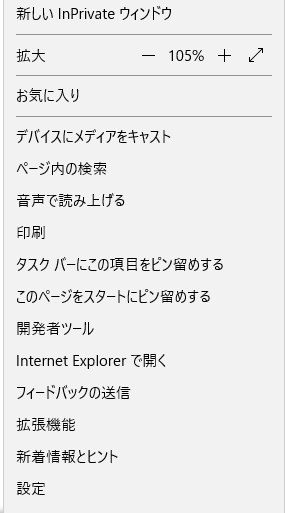 新しい InPrivate ウィンドウ
拡大 — 105% +
お気に入り
デバイスにメディアをキャスト
ページ内の検索
音声で読み上げる
印刷
タスク バーにこの項目をピン留めする
このページをスタートにピン留めする
開発者ツール
Internet Explorer で開く
フィードバックの送信
拡張機能
新着情報とヒント
設定